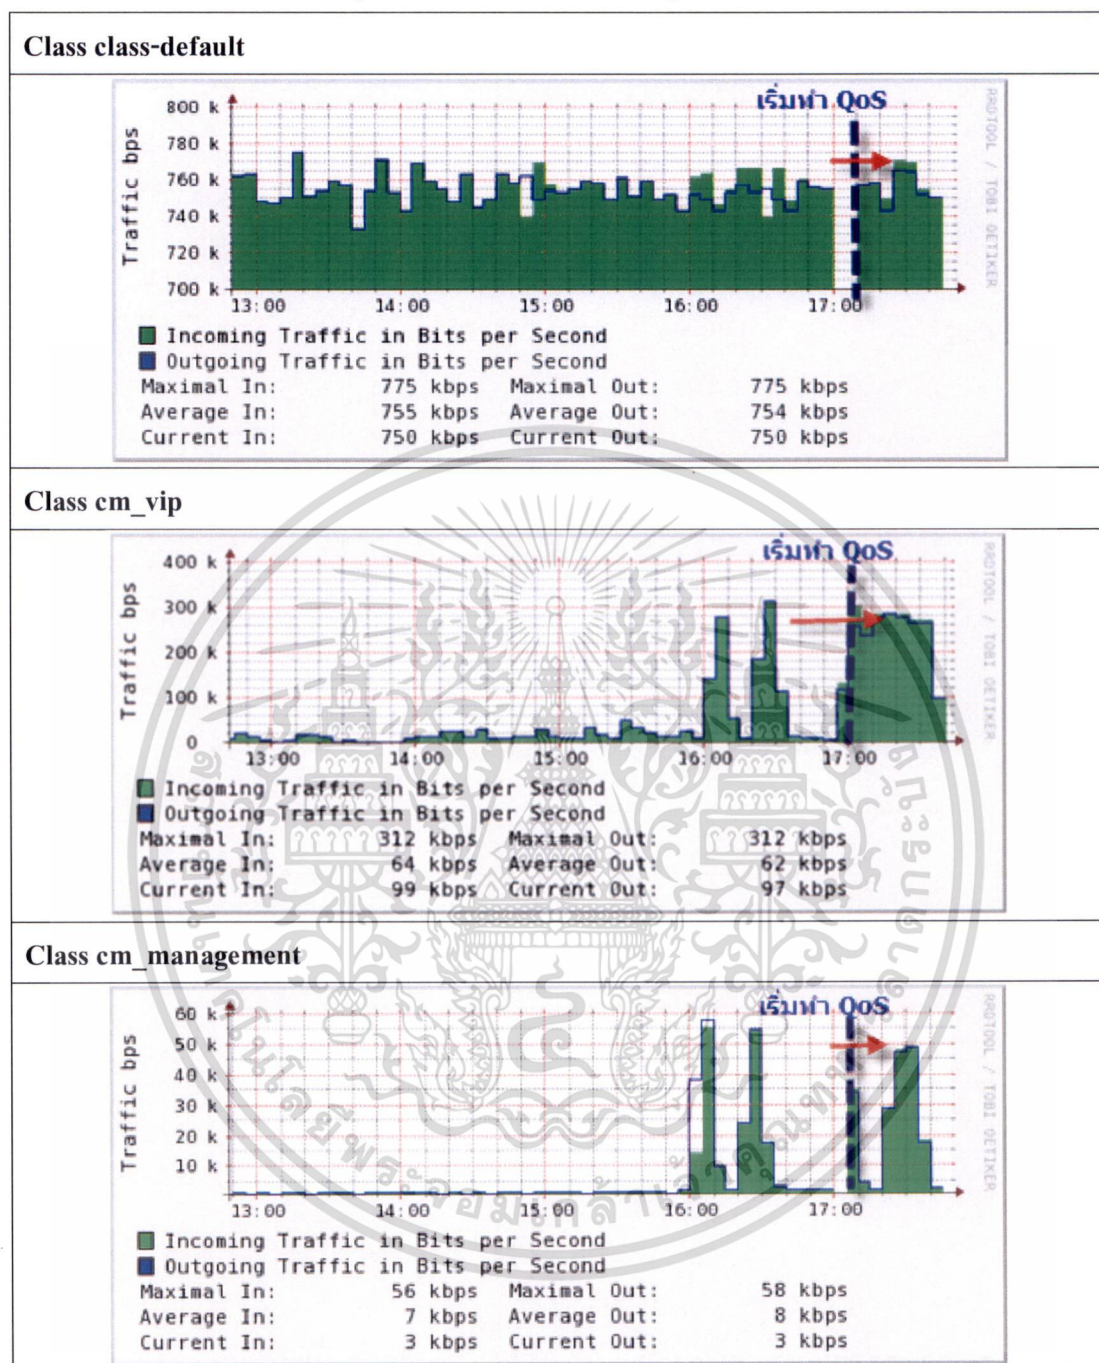 Class class-default
เริ่มทำ QoS
800 k
780 k
760 k
740 k
720 k
700 k
Traffic bps
13:00 14:00 15:00 16:00 17:00
RRDTOOL / TOBI OETIKER
Incoming Traffic in Bits per Second
Outgoing Traffic in Bits per Second
Maximal In: 775 kbps Maximal Out: 775 kbps
Average In: 755 kbps Average Out: 754 kbps
Current In: 750 kbps Current Out: 750 kbps
Class cm_vip
เริ่มทำ QoS
400 k
300 k
200 k
100 k
0
Traffic bps
13:00 14:00 15:00 16:00 17:00
RRDTOOL / TOBI OETIKER
Incoming Traffic in Bits per Second
Outgoing Traffic in Bits per Second
Maximal In: 312 kbps Maximal Out: 312 kbps
Average In: 64 kbps Average Out: 62 kbps
Current In: 99 kbps Current Out: 97 kbps
Class cm_management
เริ่มทำ QoS
60 k
50 k
40 k
30 k
20 k
10 k
Traffic bps
13:00 14:00 15:00 16:00 17:00
RRDTOOL / TOBI OETIKER
Incoming Traffic in Bits per Second
Outgoing Traffic in Bits per Second
Maximal In: 56 kbps Maximal Out: 58 kbps
Average In: 7 kbps Average Out: 8 kbps
Current In: 3 kbps Current Out: 3 kbps